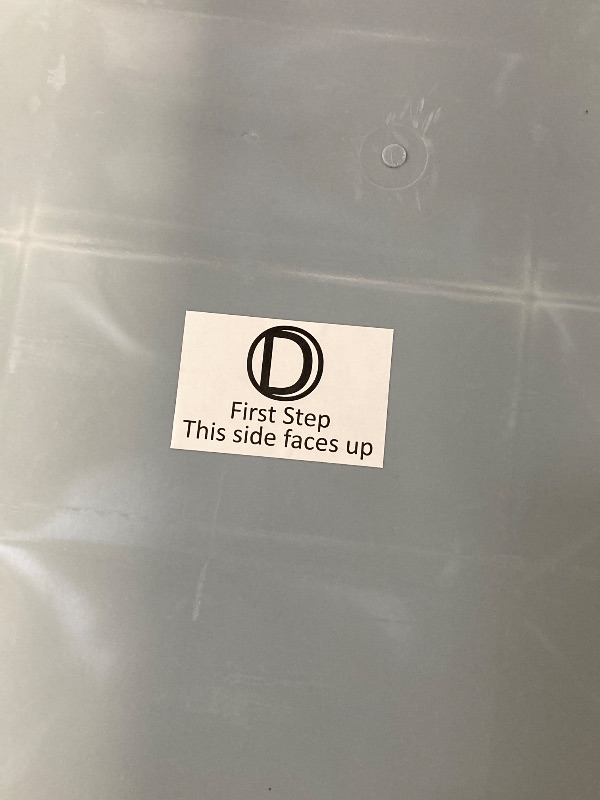 D
First Step
This side faces up